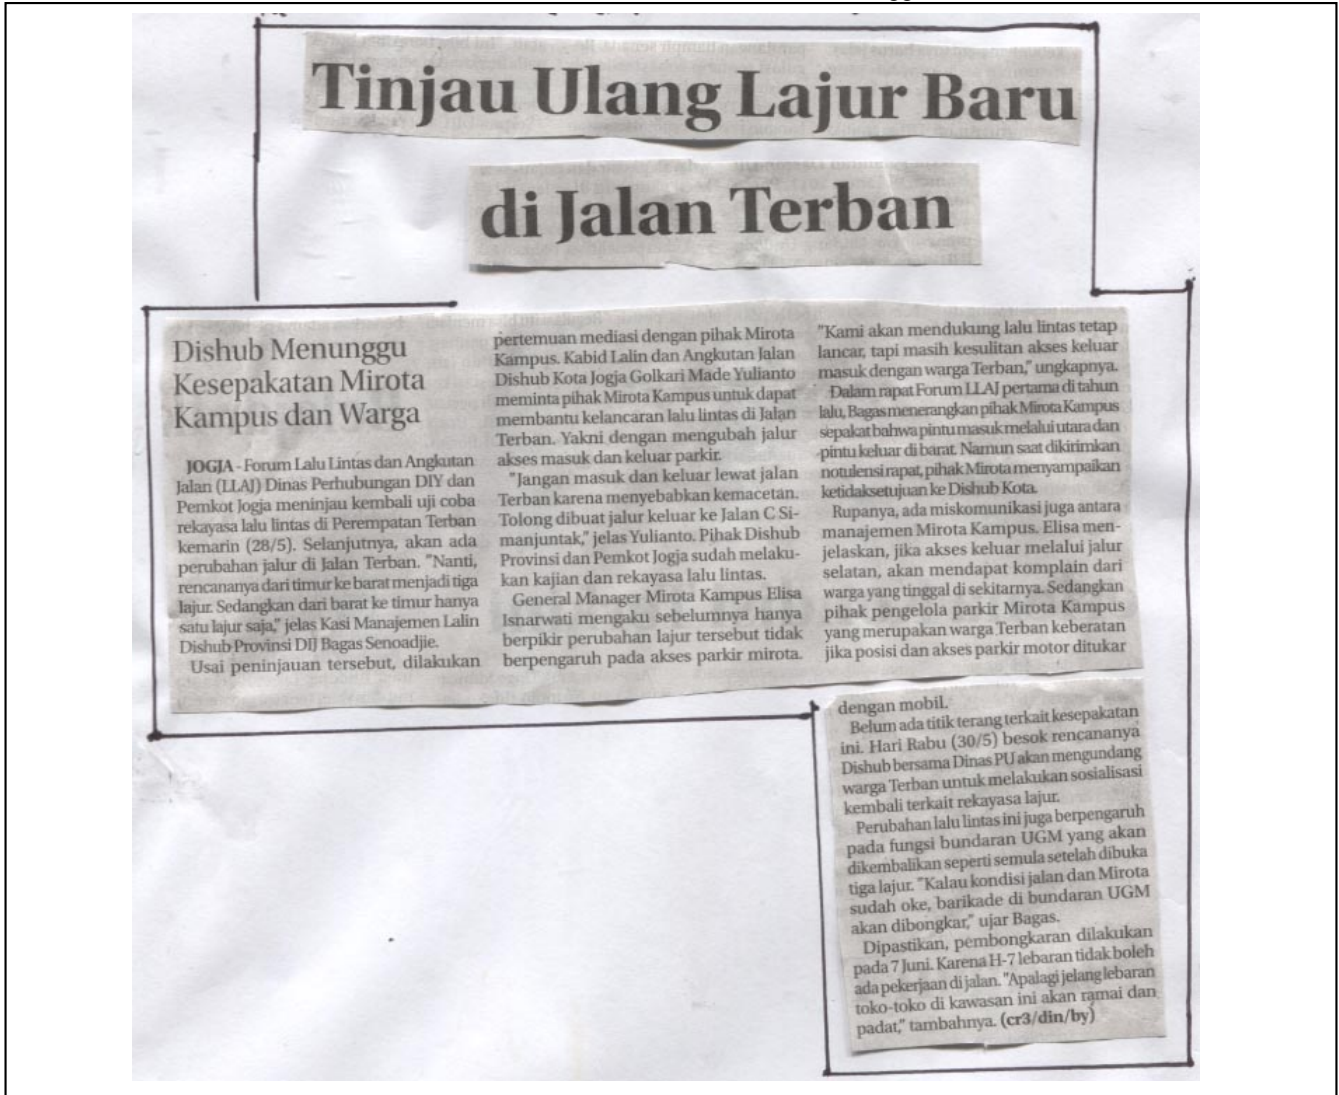 Tinjau Ulang Lajur Baru
di Jalan Terban
Dishub Menunggu
Kesepakatan Mirota
Kampus dan Warga
JOGJA - Forum Lalu Lintas dan Angkutan
Jalan (LLAJ) Dinas Perhubungan DIY dan
Pemkot Jogja meninjau kembali uji coba
rekayasa lalu lintas di Perempatan Terban
kemarin (28/5). Selanjutnya, akan ada
perubahan jalur di Jalan Terban. "Nanti,
rencananya dari timur ke barat menjadi tiga
lajur. Sedangkan dari barat ke timur hanya
satu lajur saja," jelas Kasi Manajemen Lalin
Dishub Provinsi DIJ Bagas Senoadjie.
Usai peninjauan tersebut, dilakukan
pertemuan mediasi dengan pihak Mirota
Kampus. Kabid Lalin dan Angkutan Jalan
Dishub Kota Jogja Golkari Made Yulianto
meminta pihak Mirota Kampus untuk dapat
membantu kelancaran lalu lintas di Jalan
Terban. Yakni dengan mengubah jalur
akses masuk dan keluar parkir.
"Jangan masuk dan keluar lewat jalan
Terban karena menyebabkan kemacetan.
Tolong dibuat jalur keluar ke Jalan C Si-
manjuntak," jelas Yulianto. Pihak Dishub
Provinsi dan Pemkot Jogja sudah melaku-
kan kajian dan rekayasa lalu lintas.
General Manager Mirota Kampus Elisa
Isnarwati mengaku sebelumnya hanya
berpikir perubahan lajur tersebut tidak
berpengaruh pada akses parkir mirota.
"Kami akan mendukung lalu lintas tetap
lancar, tapi masih kesulitan akses keluar
masuk dengan warga Terban," ungkapnya.
Dalam rapat Forum LLAJ pertama di tahun
lalu, Bagas menerangkan pihak Mirota Kampus
sepakat bahwa pintu masuk melalui utara dan
pintu keluar di barat. Namun saat dikirimkan
notulensi rapat, pihak Mirota menyampaikan
ketidaksetujuan ke Dishub Kota.
Rupanya, ada miskomunikasi juga antara
manajemen Mirota Kampus. Elisa men-
jelaskan, jika akses keluar melalui jalur
selatan, akan mendapat komplain dari
warga yang tinggal di sekitarnya. Sedangkan
pihak pengelola parkir Mirota Kampus
yang merupakan warga Terban keberatan
jika posisi dan akses parkir motor ditukar
dengan mobil.
Belum ada titik terang terkait kesepakatan
ini. Hari Rabu (30/5) besok rencananya
Dishub bersama Dinas PU akan mengundang
warga Terban untuk melakukan sosialisasi
kembali terkait rekayasa lajur.
Perubahan lalu lintas ini juga berpengaruh
pada fungsi bundaran UGM yang akan
dikembalikan seperti semula setelah dibuka
tiga lajur. "Kalau kondisi jalan dan Mirota
sudah oke, barikade di bundaran UGM
akan dibongkar," ujar Bagas.
Dipastikan, pembongkaran dilakukan
pada 7 Juni. Karena H-7 lebaran tidak boleh
ada pekerjaan di jalan. "Apalagi jelang lebaran
toko-toko di kawasan ini akan ramai dan
padat," tambahnya. (cr3/din/by)